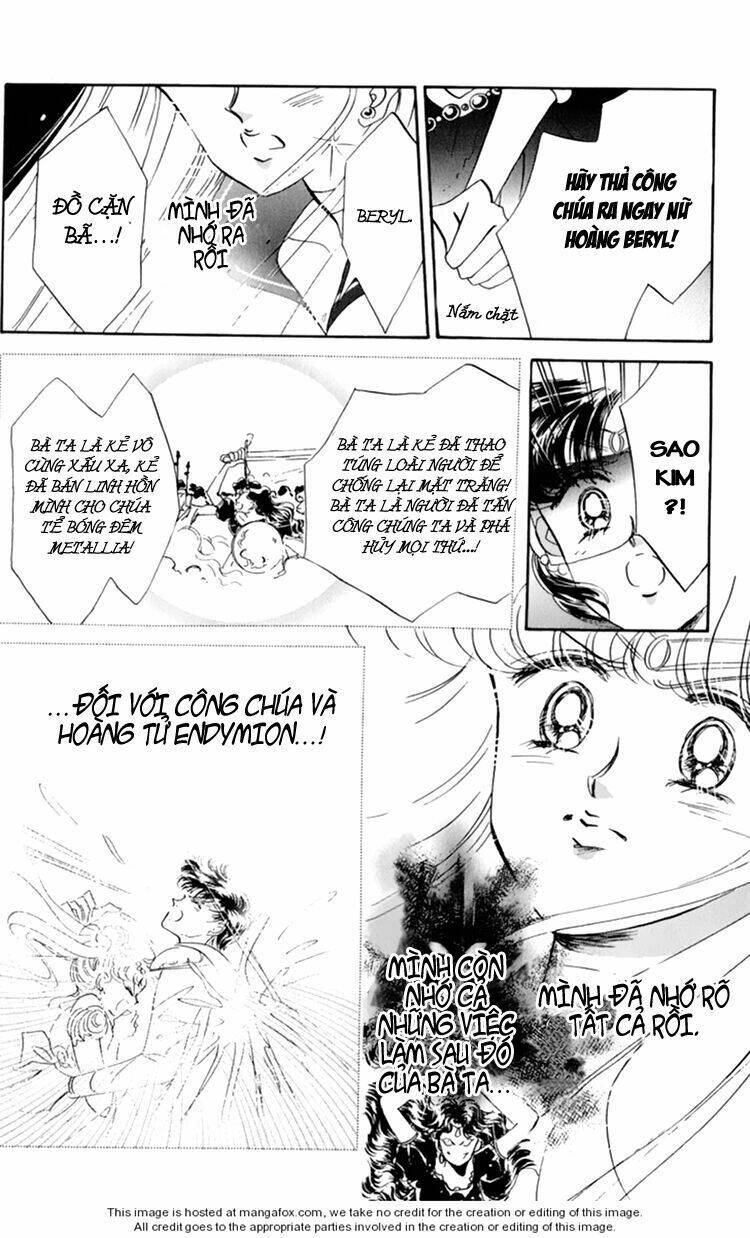 HÃY THẢ CÔNG
CHÚA RA NGAY NỮ
HOÀNG BERYL!
Nắm chặt
BERYL.
MÌNH ĐÃ
NHỚ RA
RỒI
ĐỒ CẶN
BÃ...!
SAO
KIM
?!
BÀ TA LÀ KẺ ĐÃ THAO
TÚNG LOÀI NGƯỜI ĐỂ
CHỐNG LẠI MẶT TRĂNG!
BÀ TA LÀ NGƯỜI ĐÃ TẤN
CÔNG CHÚNG TA VÀ PHÁ
HỦY MỌI THỨ...!
BÀ TA LÀ KẺ VÔ
CÙNG XẤU XA, KẺ
ĐÃ BÁN LINH HỒN
MÌNH CHO CHÚA
TỂ BÓNG ĐÊM
METALLIA!
MÌNH ĐÃ NHỚ RÕ
TẤT CẢ RỒI.
MÌNH CÒN
NHỚ CẢ
NHỮNG VIỆC
LÀM SAU ĐÓ
CỦA BÀ TA...
...ĐỐI VỚI CÔNG CHÚA VÀ
HOÀNG TỬ ENDYMION...!
This image is hosted at mangafox.com, we take no credit for the creation or editing of this image.
All credit goes to the appropriate parties involved in the creation or editing of this image.